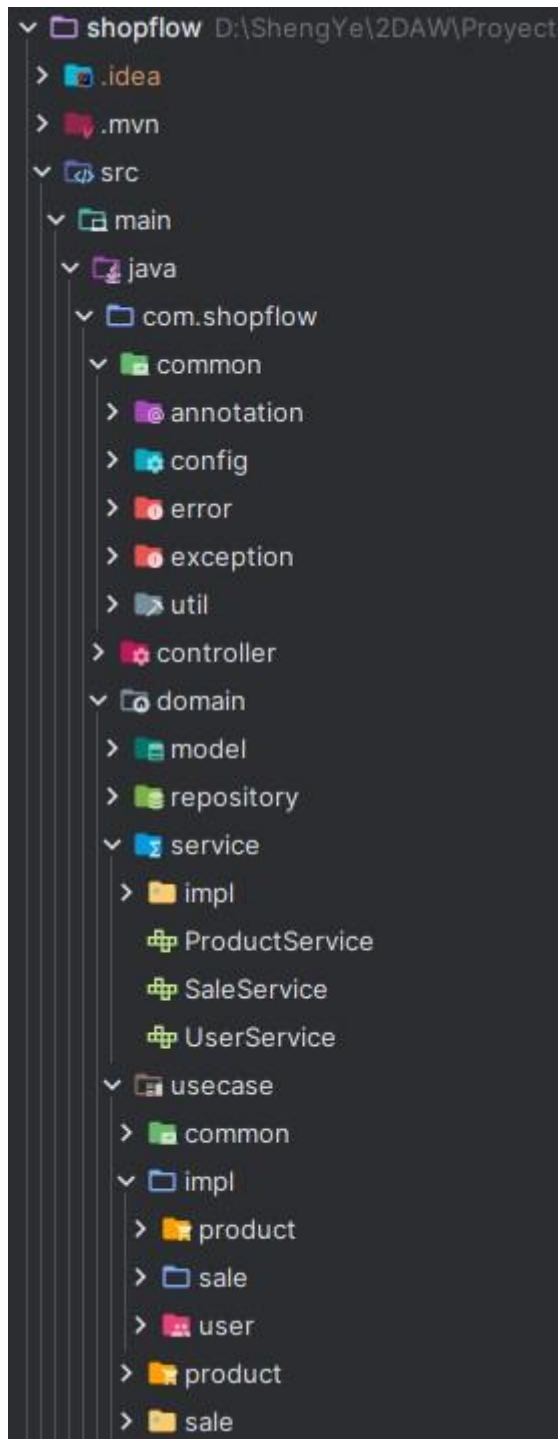 shopflow D:\ShengYe\2DAW\Proyect
.idea
.mvn
src
main
java
com.shopflow
common
annotation
config
error
exception
util
controller
domain
model
repository
service
impl
ProductService
SaleService
UserService
usecase
common
impl
product
sale
user
product
sale